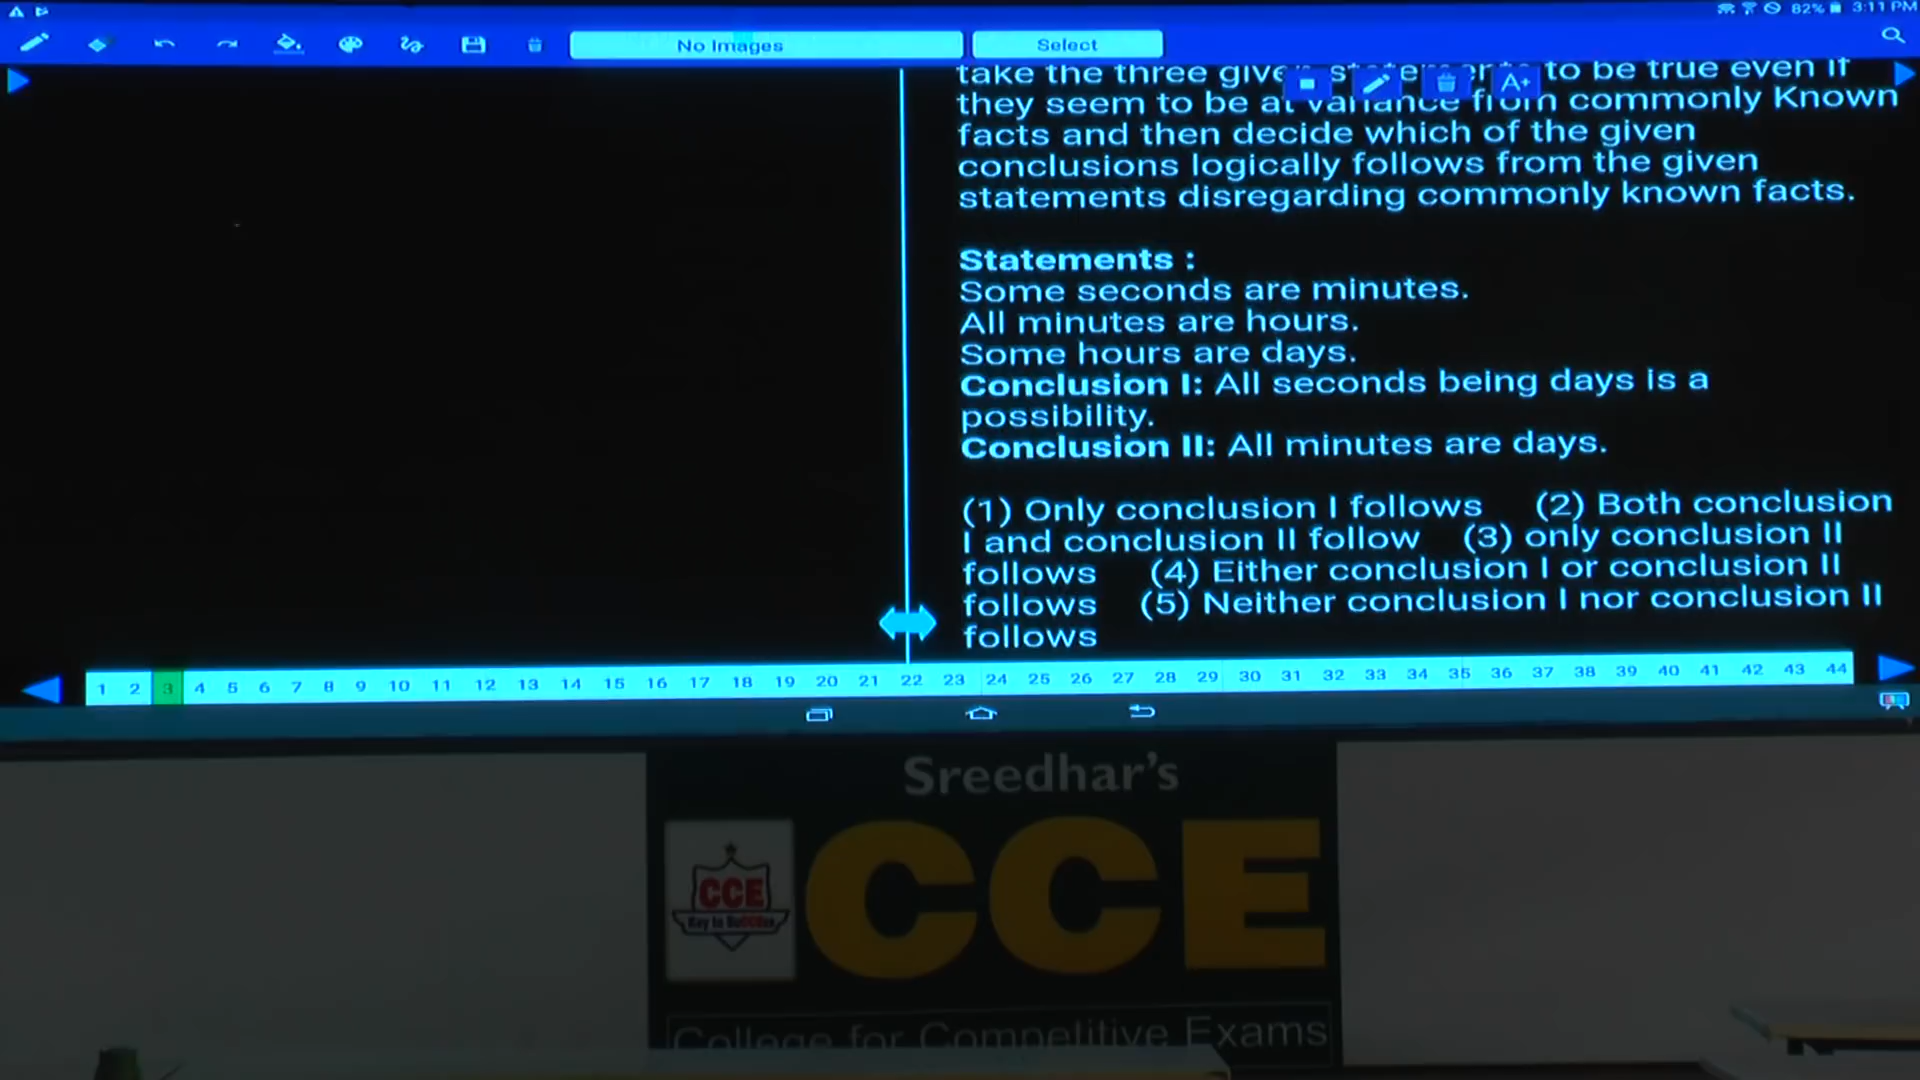 82% 3:11 PM
No Images
Select
take the three given statements to be true even if
they seem to be at variance from commonly Known
facts and then decide which of the given
conclusions logically follows from the given
statements disregarding commonly known facts.
A+
Statements :
Some seconds are minutes.
All minutes are hours.
Some hours are days.
Conclusion I: All seconds being days is a
possibility.
Conclusion II: All minutes are days.
(1) Only conclusion I follows (2) Both conclusion
I and conclusion II follow (3) only conclusion II
follows (4) Either conclusion I or conclusion II
follows (5) Neither conclusion I nor conclusion II
follows
1 2 3 4 5 6 7 8 9 10 11 12 13 14 15 16 17 18 19 20 21 22 23 24 25 26 27 28 29 30 31 32 33 34 35 36 37 38 39 40 41 42 43 44
Sreedhar's
CCE
CCE
Key to SuCCEss
College for Competitive Exams